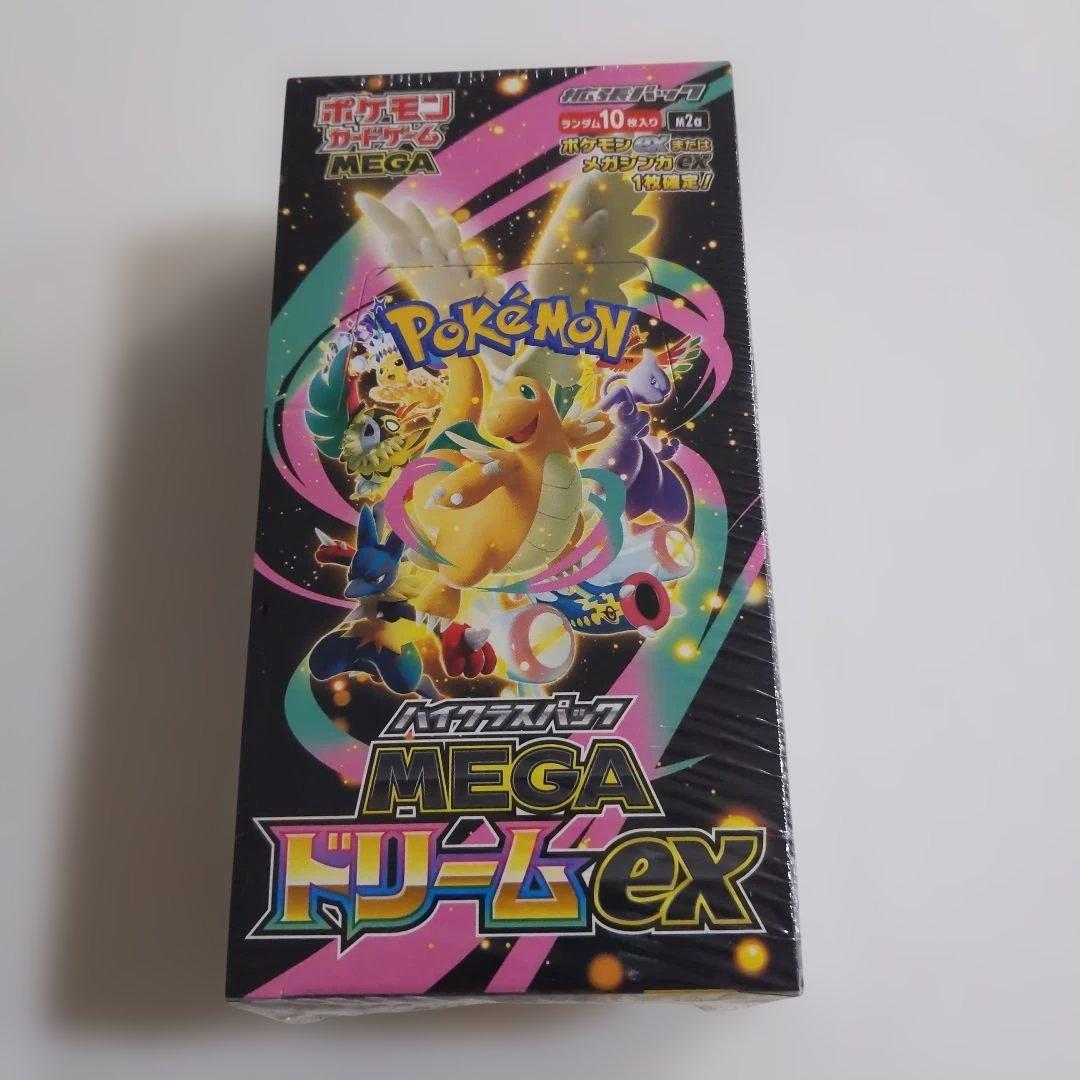 ポケモン
カードゲーム
MEGA
拡張パック
ランダム10枚入り M2a
ポケモンexまたは
メガシンカex
1枚確定!
POKéMON
TM
ハイクラスパック
MEGA
ドリームex